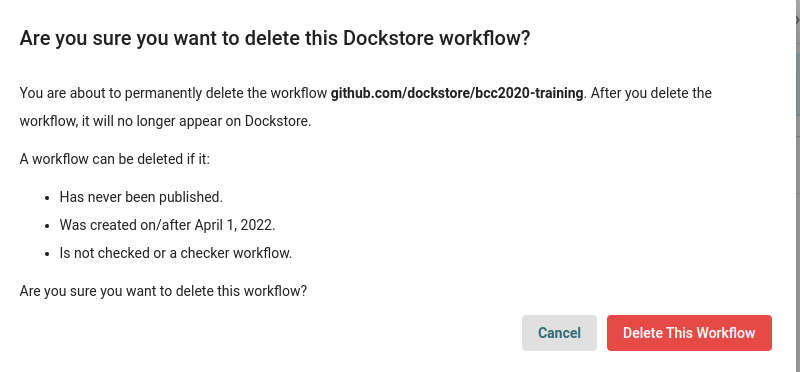 Are you sure you want to delete this Dockstore workflow?
You are about to permanently delete the workflow github.com/dockstore/bcc2020-training. After you delete the
workflow, it will no longer appear on Dockstore.
A workflow can be deleted if it:
• Has never been published.
• Was created on/after April 1, 2022.
• Is not checked or a checker workflow.
Are you sure you want to delete this workflow?
Cancel
Delete This Workflow